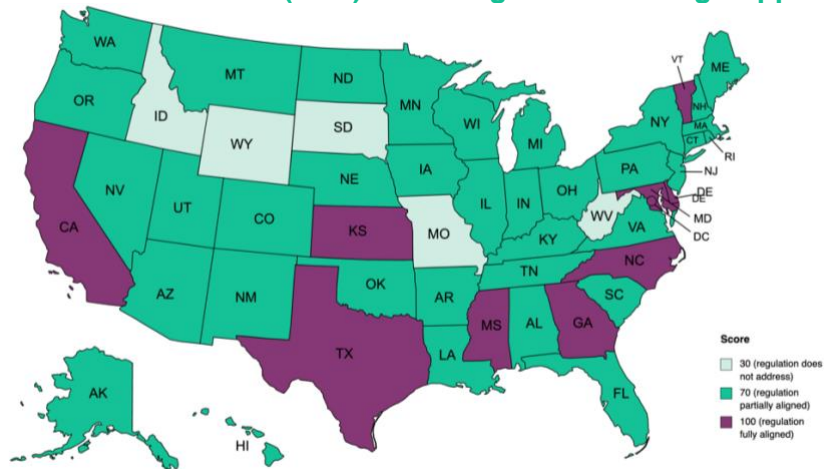 WA
MT
ND
MN
OR
ID
WY
SD
WI
MI
VT
ME
NH
NY
MA
CT
RI
NV
UT
CO
NE
IA
IL
IN
OH
PA
NJ
DE
DE
MD
DC
CA
KS
MO
WV
VA
KY
AZ
NM
OK
AR
TN
NC
SC
TX
LA
MS
AL
GA
FL
AK
HI
Score
30 (regulation does
not address)
70 (regulation
partially aligned)
100 (regulation
fully aligned)